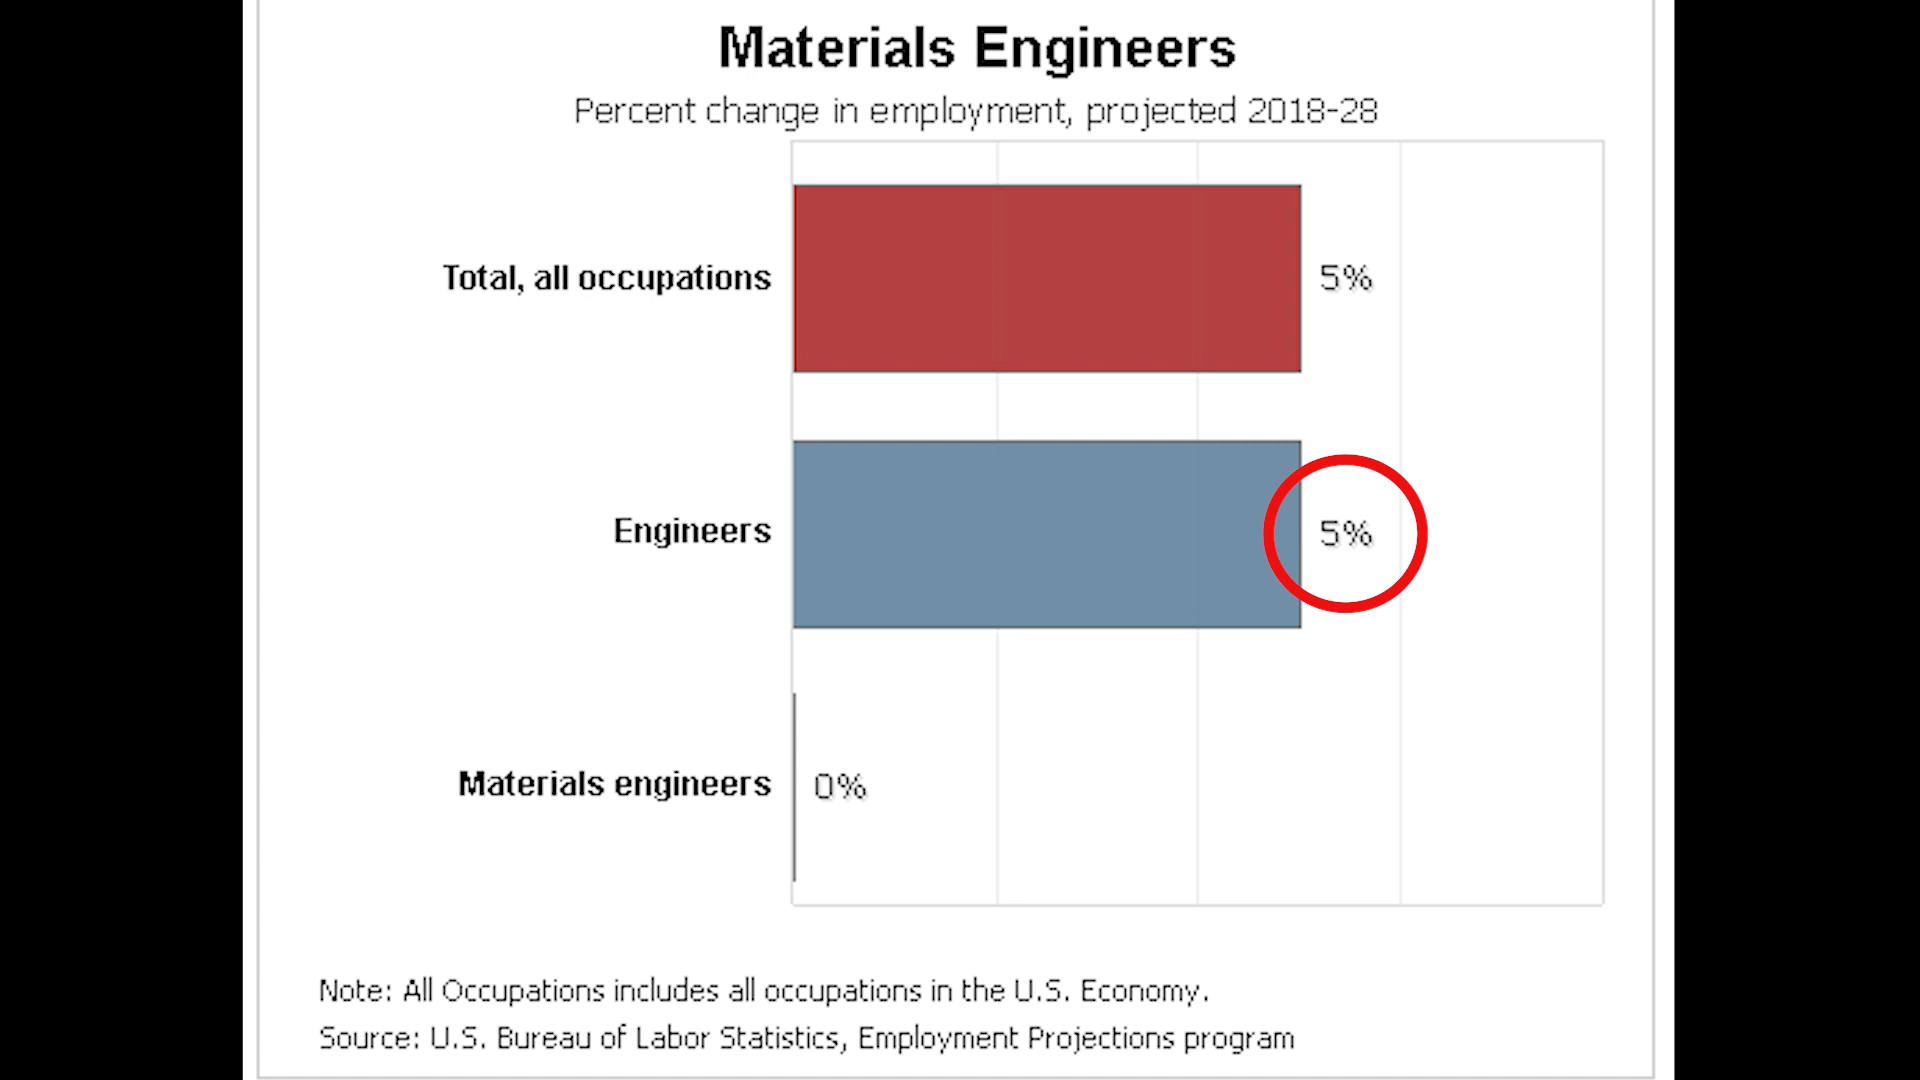 Materials Engineers
Percent change in employment, projected 2018-28
Total, all occupations
5%
Engineers
5%
Materials engineers
0%
Note: All Occupations includes all occupations in the U.S. Economy.
Source: U.S. Bureau of Labor Statistics, Employment Projections program